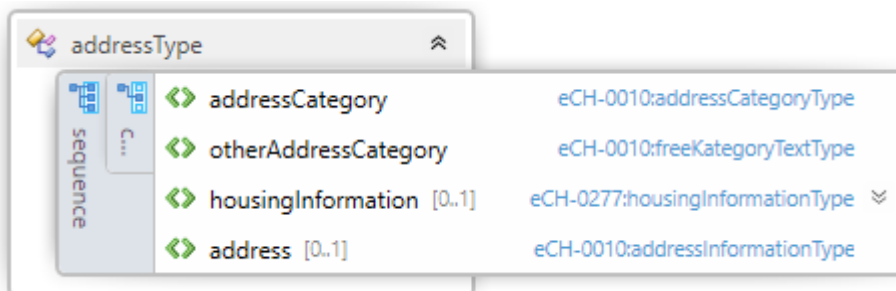 addressType
sequence
c...
addressCategory eCH-0010:addressCategoryType
otherAddressCategory eCH-0010:freeKategoryTextType
housingInformation [0..1] eCH-0277:housingInformationType
address [0..1] eCH-0010:addressInformationType